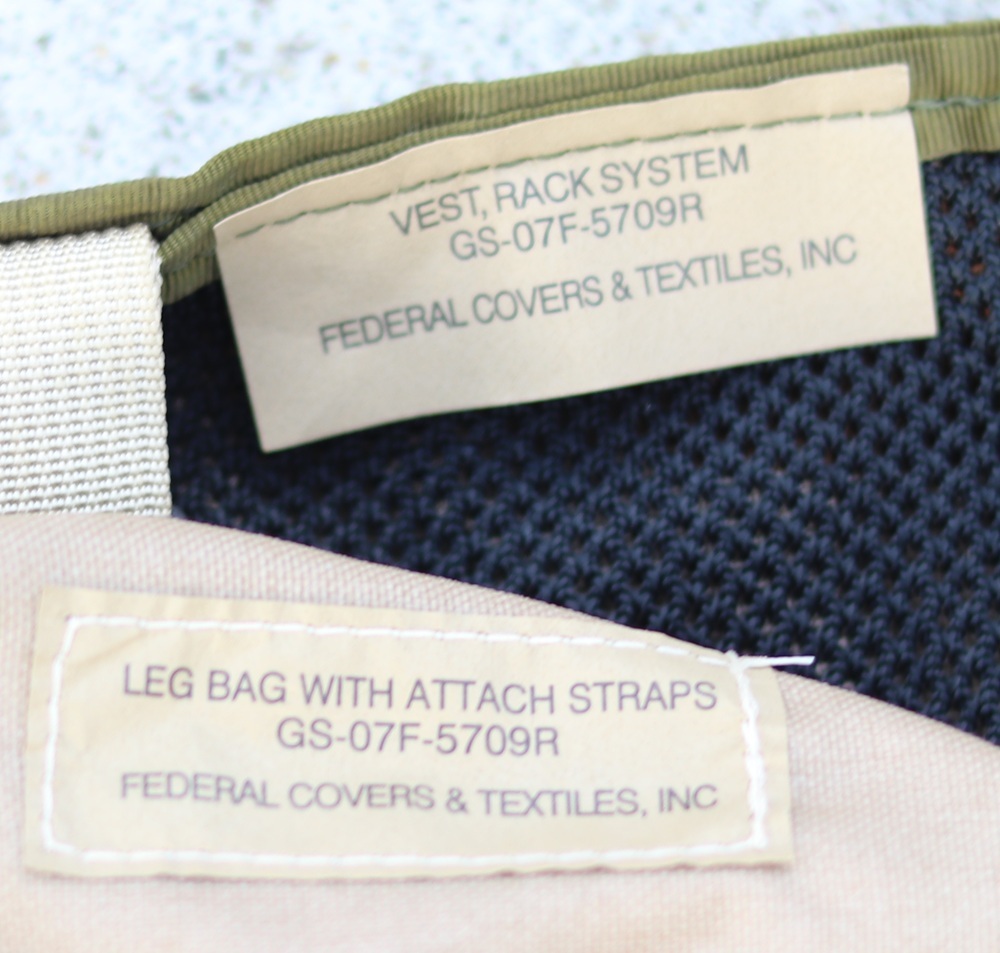 VEST, RACK SYSTEM
GS-07F-5709R
FEDERAL COVERS & TEXTILES, INC
LEG BAG WITH ATTACH STRAPS
GS-07F-5709R
FEDERAL COVERS & TEXTILES, INC